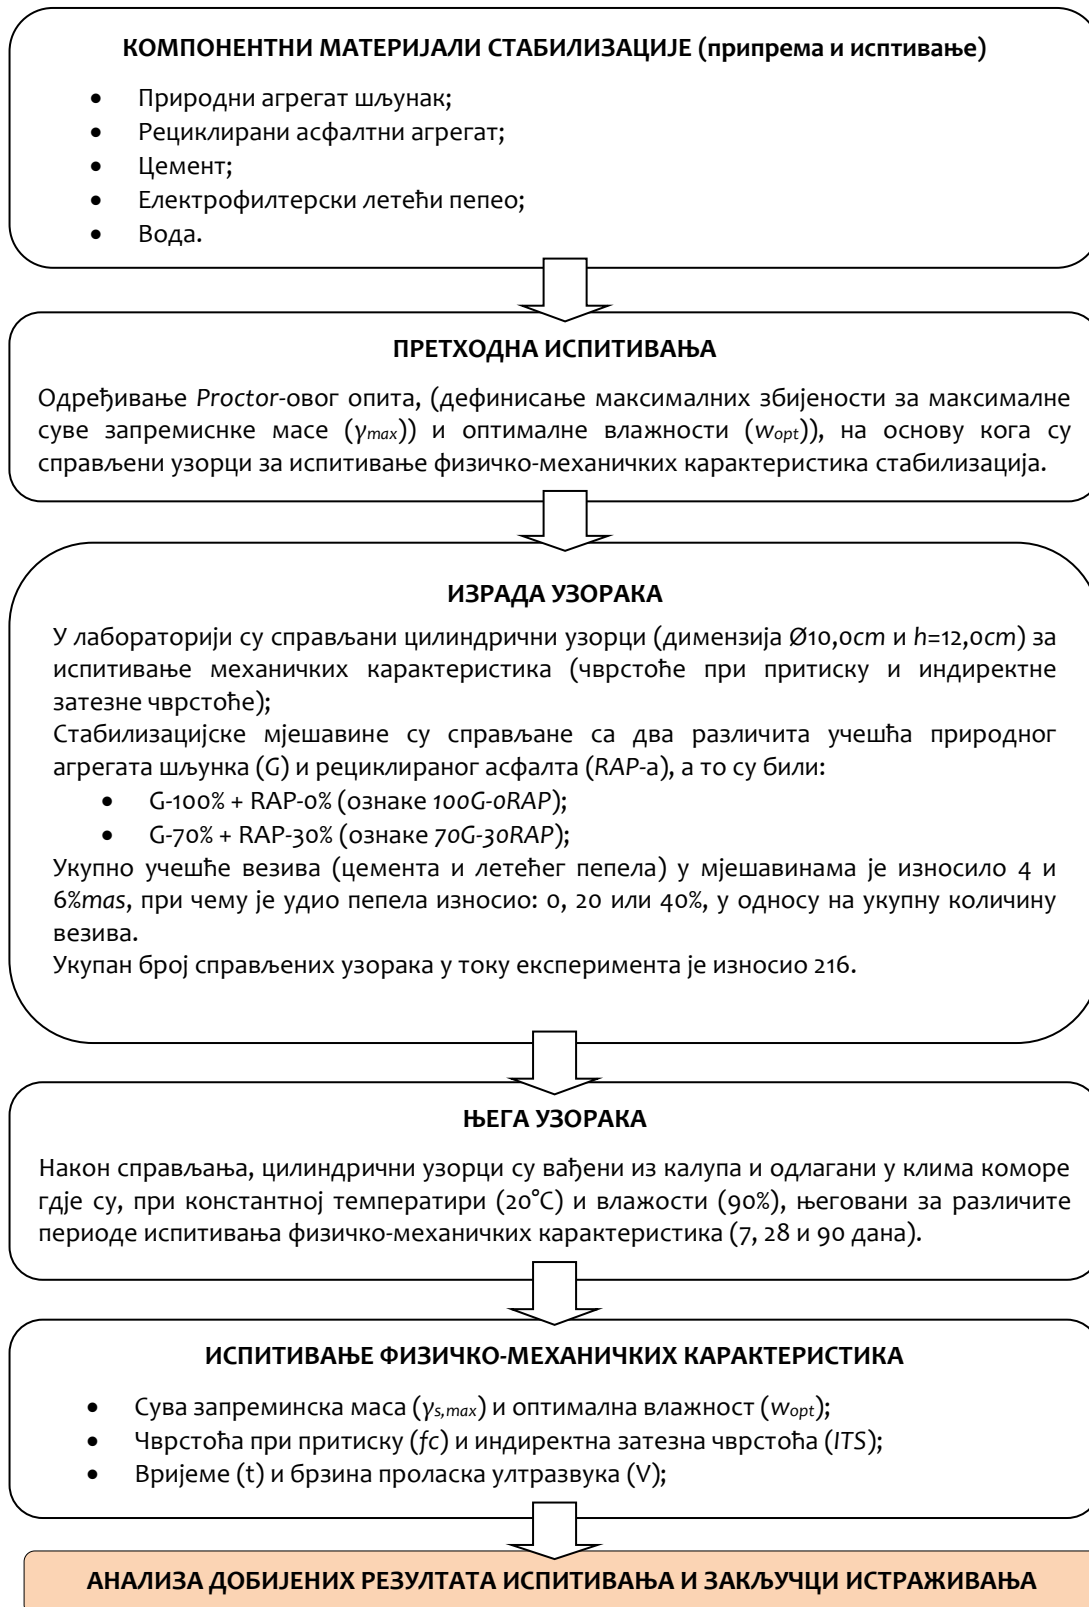 КОМПОНЕНТНИ МАТЕРИЈАЛИ СТАБИЛИЗАЦИЈЕ (припрема и исптивање)
• Природни агрегат шљунак;
• Рециклирани асфалтни агрегат;
• Цемент;
• Електрофилтерски летећи пепео;
• Вода.
ПРЕТХОДНА ИСПИТИВАЊА
Одређивање Proctor-овог опита, (дефинисање максималних збијености за максималне
суве запремиснке масе (γmax)) и оптималне влажности (wopt)), на основу кога су
справљени узорци за испитивање физичко-механичких карактеристика стабилизација.
ИЗРАДА УЗОРАКА
У лабораторији су справљани цилиндрични узорци (димензија Ø10,0cm и h=12,0cm) за
испитивање механичких карактеристика (чврстоће при притиску и индиректне
затезне чврстоће);
Стабилизацијске мјешавине су справљане са два различита учешћа природног
агрегата шљунка (G) и рециклираног асфалта (RAP-а), а то су били:
• G-100% + RAP-0% (ознаке 100G-0RAP);
• G-70% + RAP-30% (ознаке 70G-30RAP);
Укупно учешће везива (цемента и летећег пепела) у мјешавинама је износило 4 и
6%mas, при чему је удио пепела износио: 0, 20 или 40%, у односу на укупну количину
везива.
Укупан број справљених узорака у току експеримента је износио 216.
ЊЕГА УЗОРАКА
Након справљања, цилиндрични узорци су вађени из калупа и одлагани у клима коморе
гдје су, при константној температири (20°C) и влажости (90%), његовани за различите
периоде испитивања физичко-механичких карактеристика (7, 28 и 90 дана).
ИСПИТИВАЊЕ ФИЗИЧКО-МЕХАНИЧКИХ КАРАКТЕРИСТИКА
• Сува запреминска маса (γs,max) и оптимална влажност (wopt);
• Чврстоћа при притиску (fc) и индиректна затезна чврстоћа (ITS);
• Вријеме (t) и брзина проласка ултразвука (V);
АНАЛИЗА ДОБИЈЕНИХ РЕЗУЛТАТА ИСПИТИВАЊА И ЗАКЉУЧЦИ ИСТРАЖИВАЊА